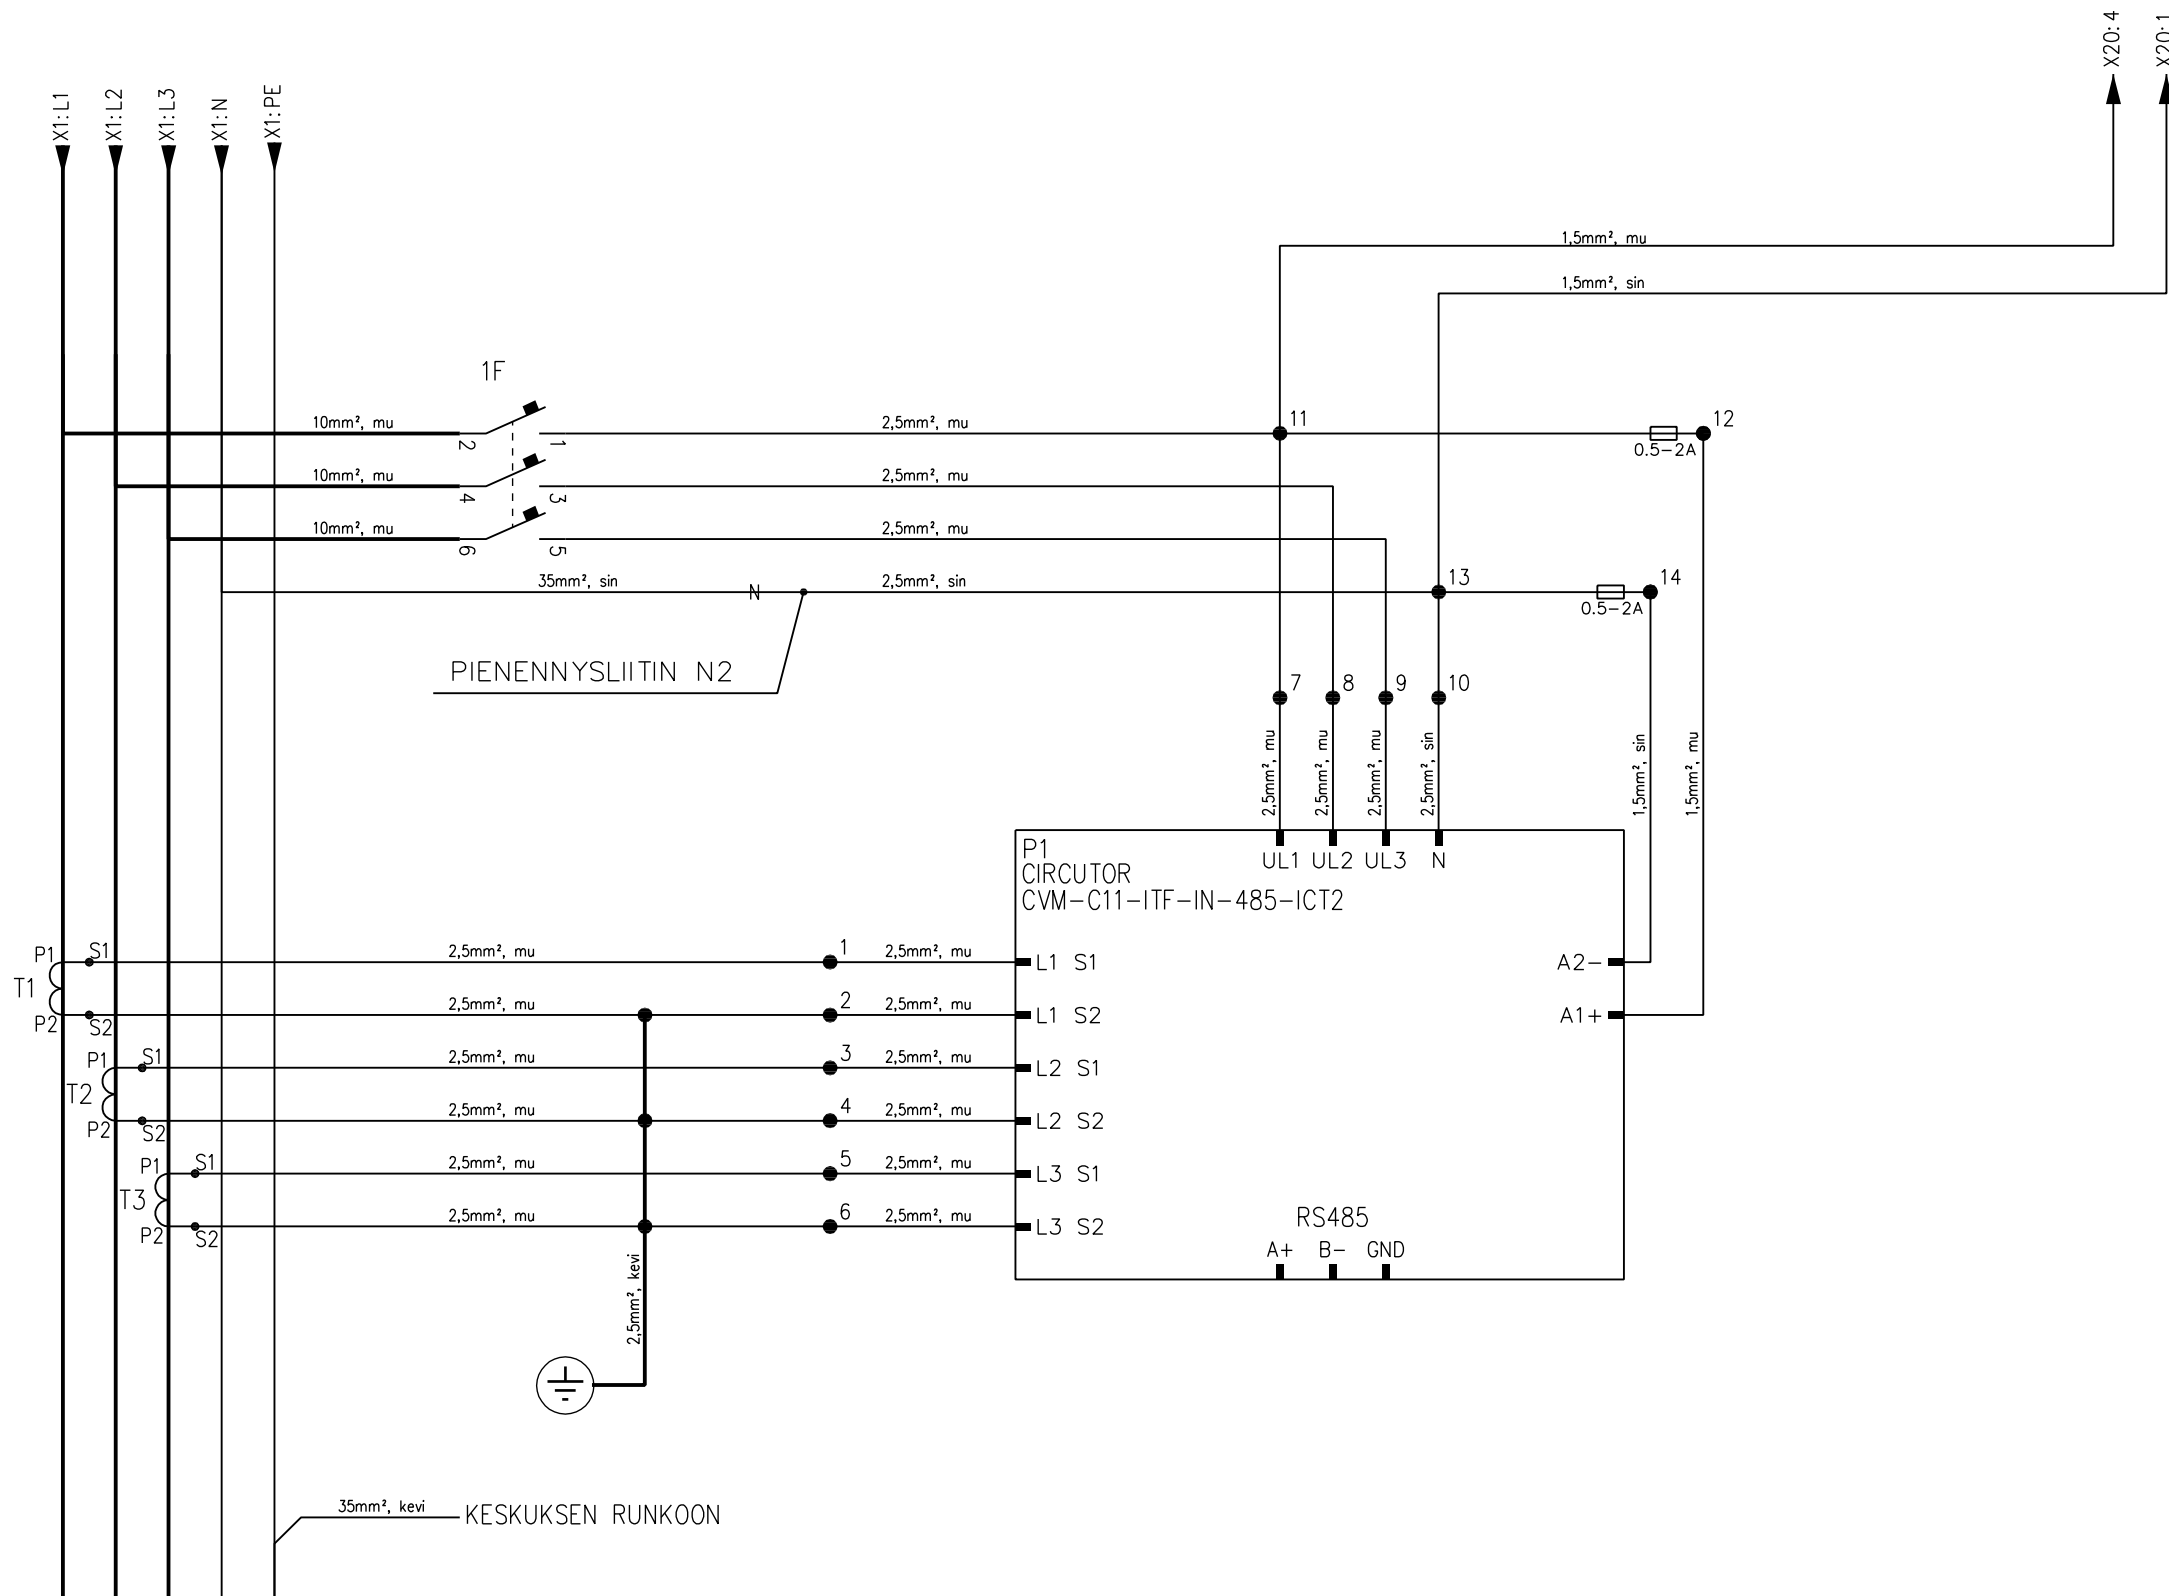 X20:4
X20:1
X1:L1
X1:L2
X1:L3
X1:N
X1:PE
1,5mm², mu
1,5mm², sin
1F
10mm², mu
2
1
2,5mm², mu
11
12
0.5-2A
10mm², mu
4
3
2,5mm², mu
10mm², mu
6
5
2,5mm², mu
35mm², sin
N
2,5mm², sin
13
14
0.5-2A
PIENENNYSLIITIN N2
7
8
9
10
2,5mm², mu
2,5mm², mu
2,5mm², mu
2,5mm², sin
1,5mm², sin
1,5mm², mu
P1
CIRCUTOR
CVM-C11-ITF-IN-485-ICT2
UL1
UL2
UL3
N
P1
S1
2,5mm², mu
1
2,5mm², mu
L1 S1
A2-
T1
P2
S2
2,5mm², mu
2
2,5mm², mu
L1 S2
A1+
P1
S1
2,5mm², mu
3
2,5mm², mu
L2 S1
T2
P2
S2
2,5mm², mu
4
2,5mm², mu
L2 S2
P1
S1
2,5mm², mu
5
2,5mm², mu
L3 S1
T3
P2
S2
2,5mm², mu
6
2,5mm², mu
L3 S2
RS485
A+
B-
GND
2,5mm², kevi
35mm², kevi
KESKUKSEN RUNKOON